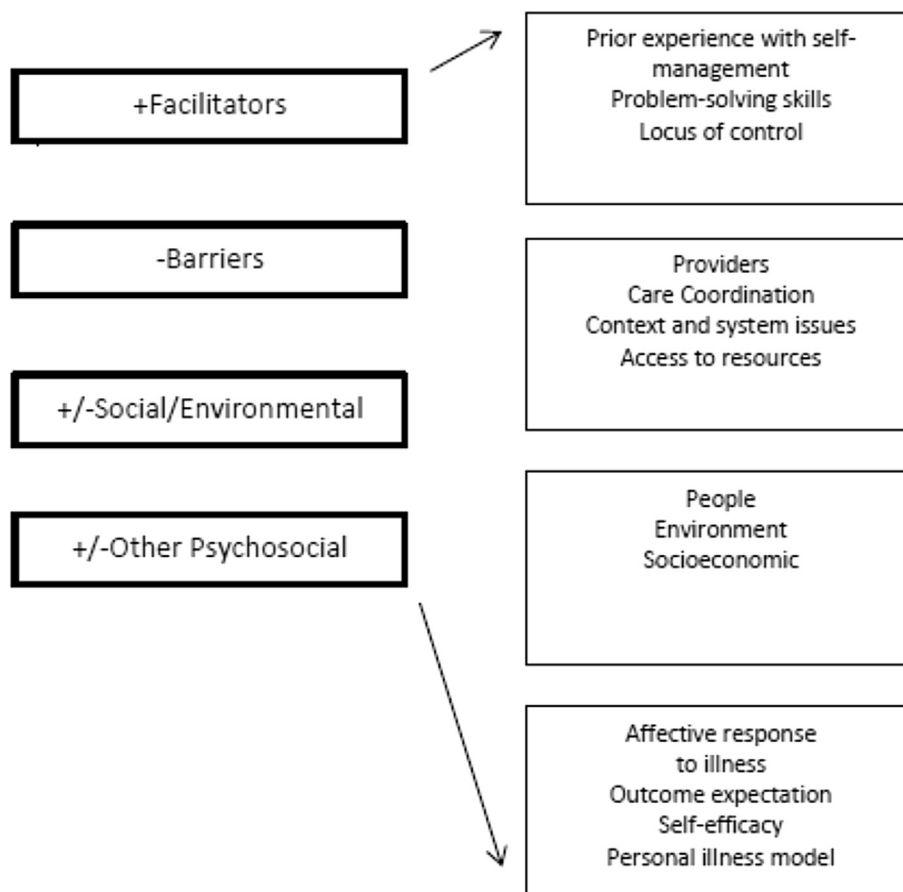 +Facilitators
-Barriers
+/-Social/Environmental
+/-Other Psychosocial
Prior experience with self-
management
Problem-solving skills
Locus of control
Providers
Care Coordination
Context and system issues
Access to resources
People
Environment
Socioeconomic
Affective response
to illness
Outcome expectation
Self-efficacy
Personal illness model